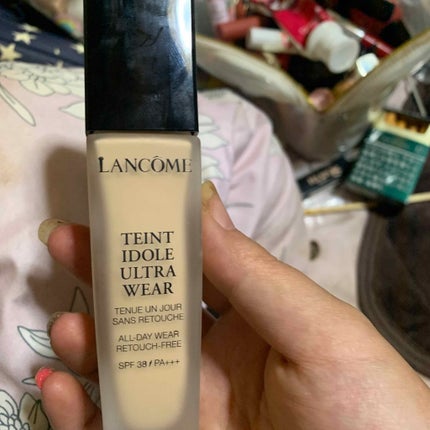 LANCÔME
TEINT
IDOLE
ULTRA
WEAR
TENUE UN JOUR
SANS RETOUCHE
ALL-DAY WEAR
RETOUCH-FREE
SPF 38 / PA+++